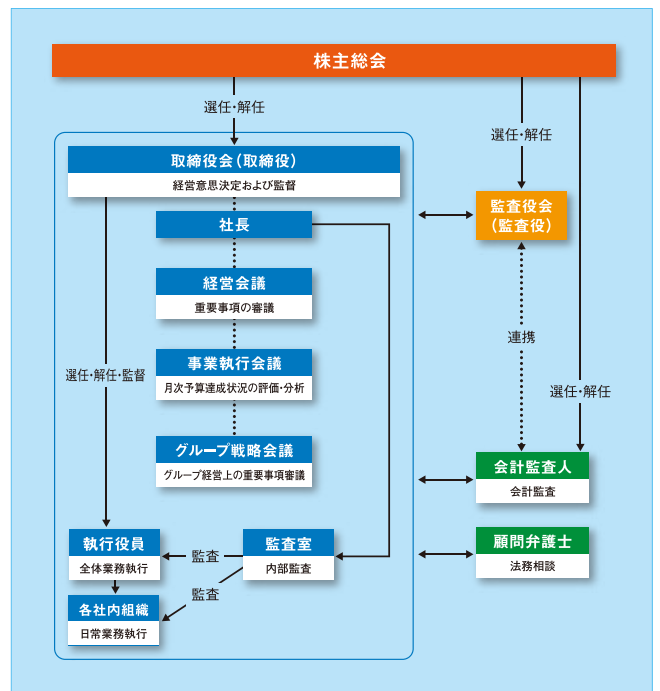 株主総会
選任・解任
選任・解任
取締役会（取締役）
経営意思決定および監督
監査役会
（監査役）
社長
経営会議
重要事項の審議
連携
事業執行会議
月次予算達成状況の評価・分析
選任・解任・監督
選任・解任
グループ戦略会議
グループ経営上の重要事項審議
会計監査人
会計監査
執行役員
全体業務執行
監査
監査室
内部監査
顧問弁護士
法務相談
監査
各社内組織
日常業務執行